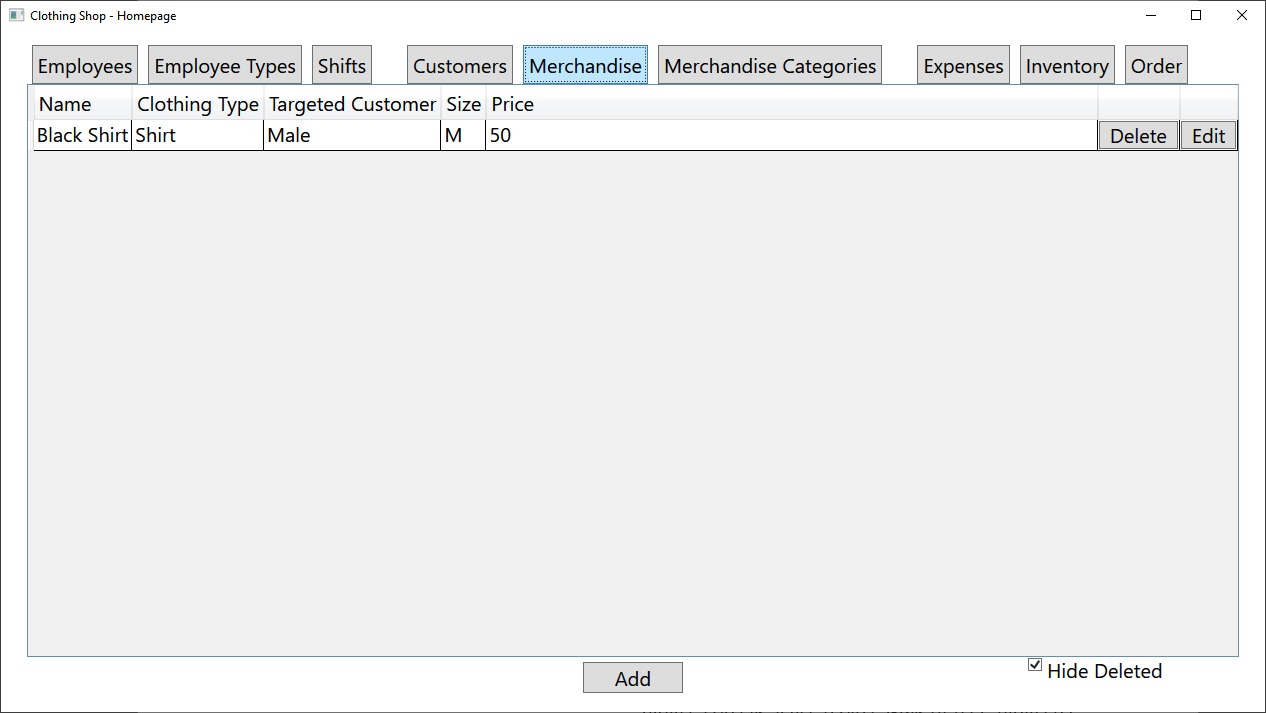 Clothing Shop - Homepage
Employees Employee Types Shifts Customers Merchandise Merchandise Categories Expenses Inventory Order
Name Clothing Type Targeted Customer Size Price
Black Shirt Shirt Male M 50 Delete Edit
Add Hide Deleted